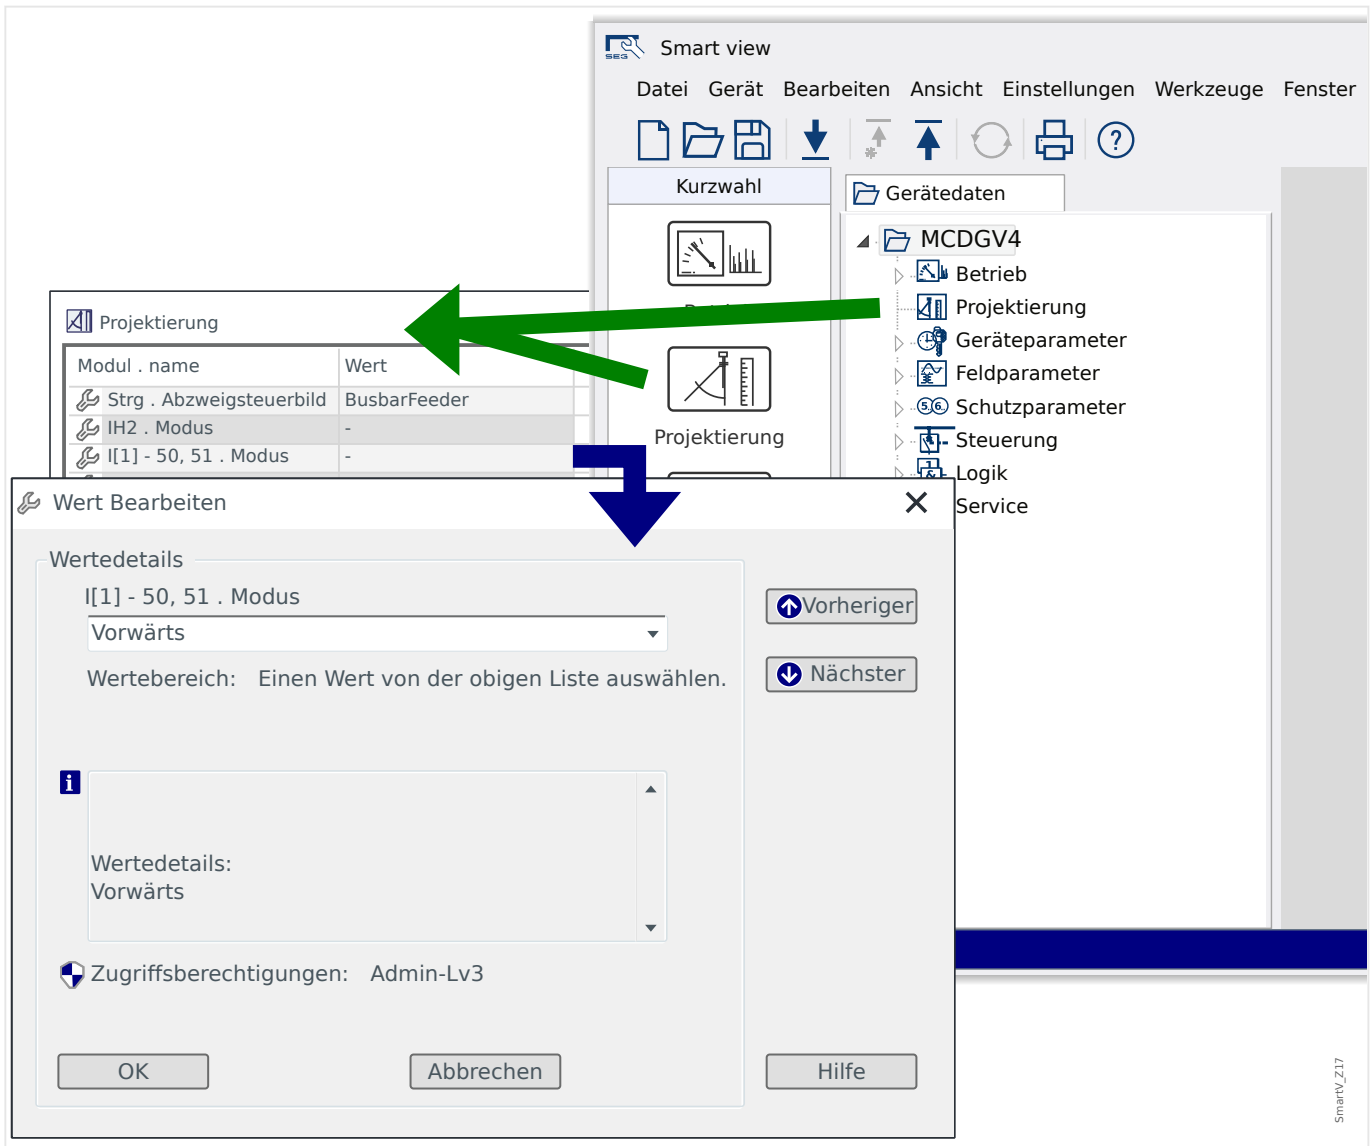 SEG
Smart view
Datei Gerät Bearbeiten Ansicht Einstellungen Werkzeuge Fenster
Kurzwahl
Gerätedaten
MCDGV4
Betrieb
Projektierung
Geräteparameter
Feldparameter
Schutzparameter
Steuerung
Logik
Service
Projektierung
Projektierung
Modul . name Wert
Strg . Abzweigsteuerbild BusbarFeeder
IH2 . Modus -
I[1] - 50, 51 . Modus -
Wert Bearbeiten
Wertedetails
I[1] - 50, 51 . Modus
Vorwärts
Wertebereich: Einen Wert von der obigen Liste auswählen.
Vorheriger
Nächster
Wertedetails:
Vorwärts
Zugriffsberechtigungen: Admin-Lv3
OK Abbrechen Hilfe
SmartV_Z17